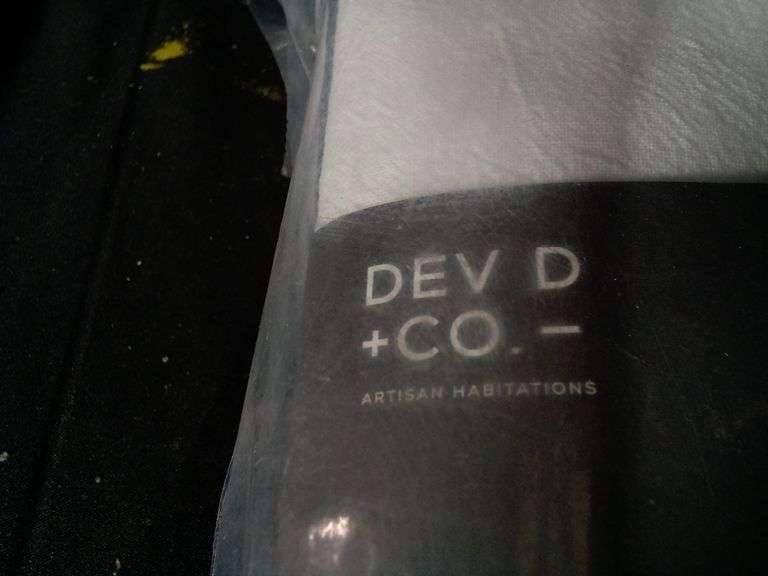 DEV D
+CO. –
ARTISAN HABITATIONS